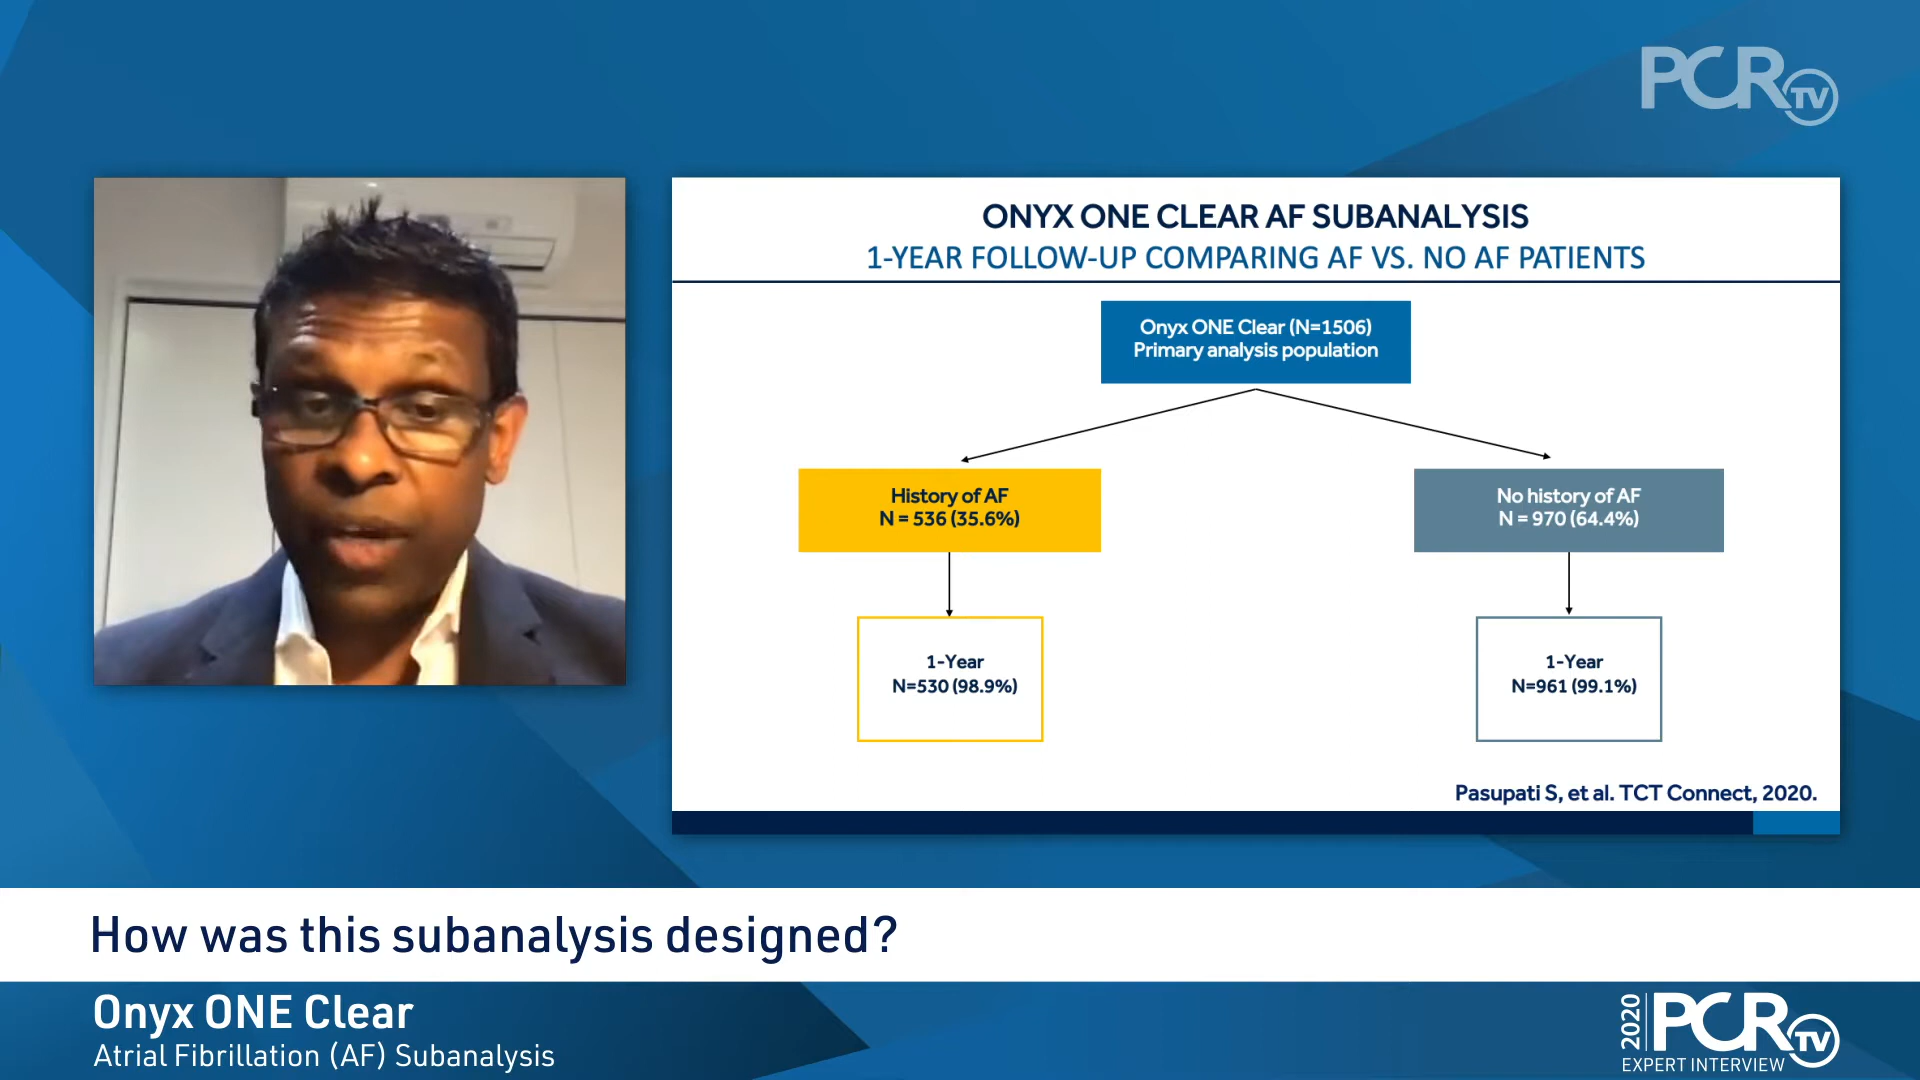 PCR TV
ONYX ONE CLEAR AF SUBANALYSIS
1-YEAR FOLLOW-UP COMPARING AF VS. NO AF PATIENTS
Onyx ONE Clear (N=1506)
Primary analysis population
History of AF
N = 536 (35.6%)
No history of AF
N = 970 (64.4%)
1-Year
N=530 (98.9%)
1-Year
N=961 (99.1%)
Pasupati S, et al. TCT Connect, 2020.
How was this subanalysis designed?
Onyx ONE Clear
Atrial Fibrillation (AF) Subanalysis
2020 PCR TV
EXPERT INTERVIEW